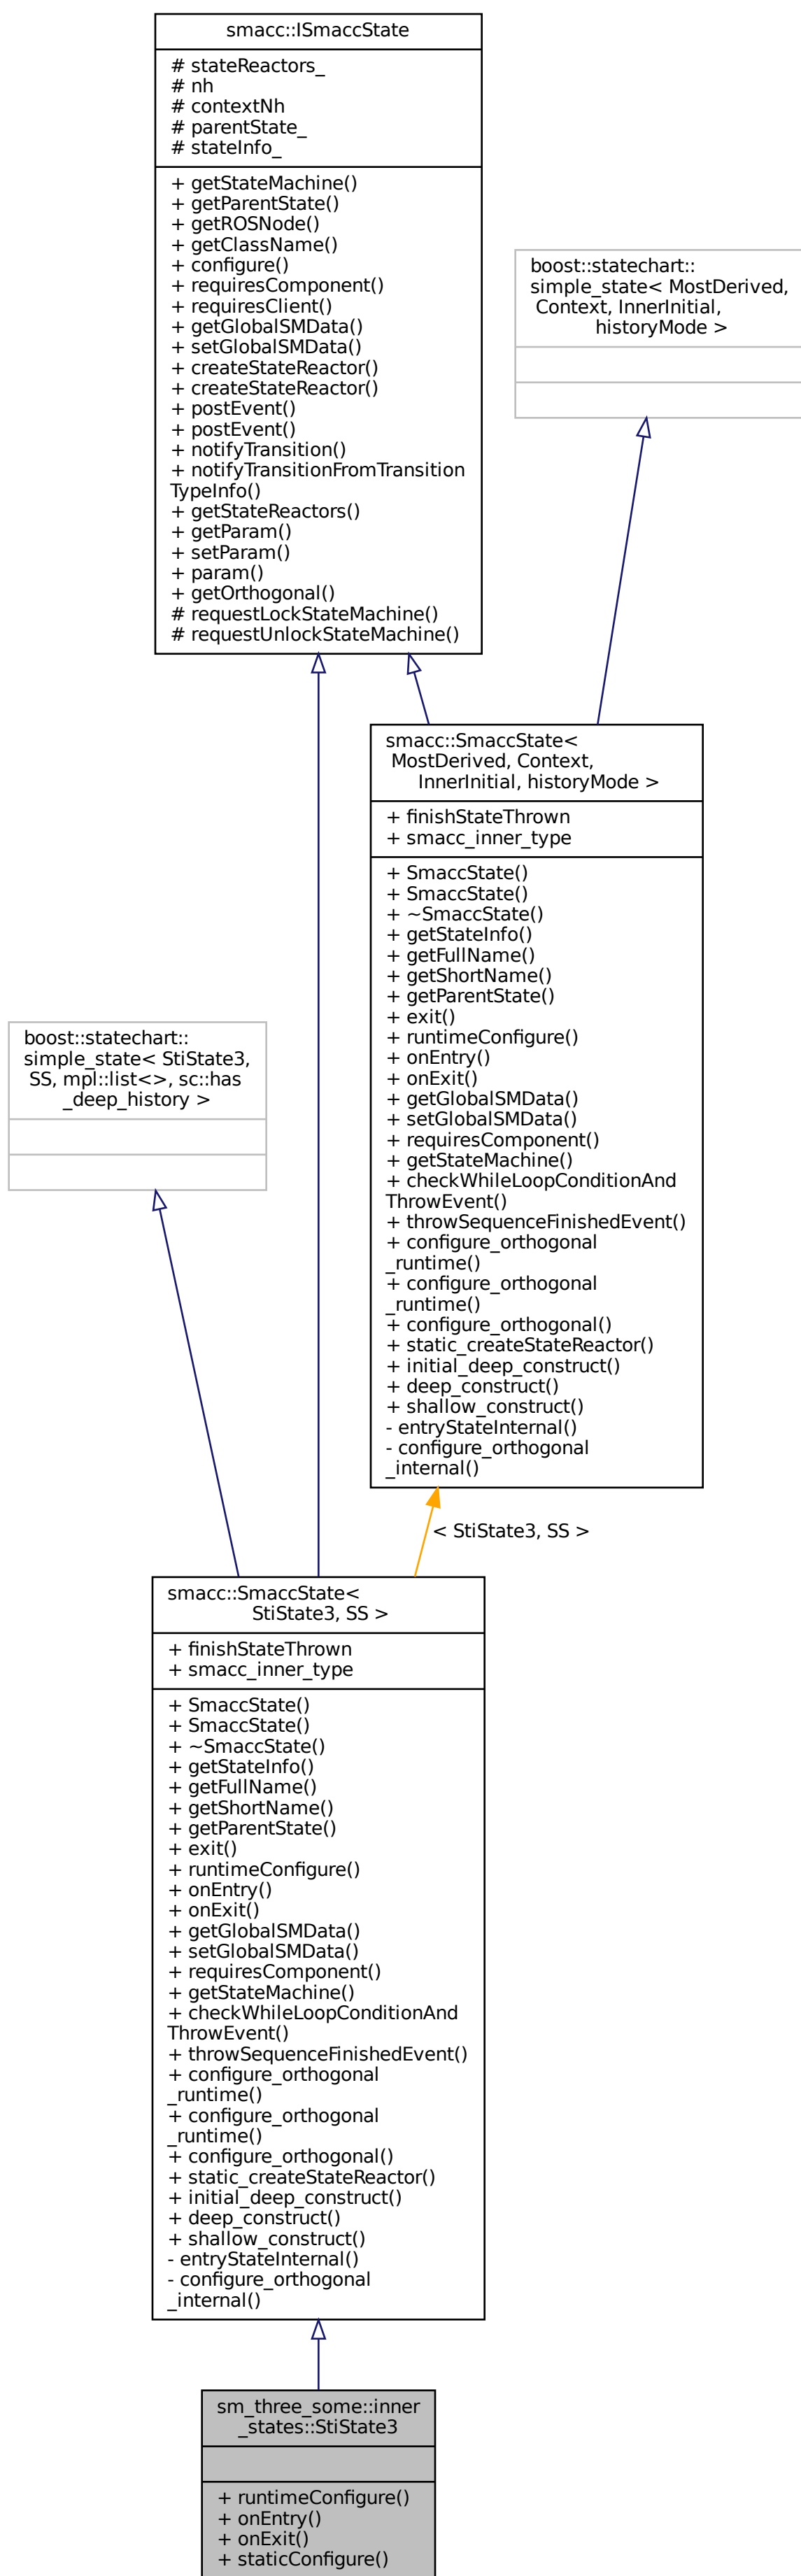 smacc::ISmaccState
# stateReactors_
# nh
# contextNh
# parentState_
# stateInfo_
+ getStateMachine()
+ getParentState()
+ getROSNode()
+ getClassName()
+ configure()
+ requiresComponent()
+ requiresClient()
+ getGlobalSMData()
+ setGlobalSMData()
+ createStateReactor()
+ createStateReactor()
+ postEvent()
+ postEvent()
+ notifyTransition()
+ notifyTransitionFromTransition
TypeInfo()
+ getStateReactors()
+ getParam()
+ setParam()
+ param()
+ getOrthogonal()
# requestLockStateMachine()
# requestUnlockStateMachine()
boost::statechart::
simple_state< MostDerived,
Context, InnerInitial,
historyMode >
smacc::SmaccState<
MostDerived, Context,
InnerInitial, historyMode >
+ finishStateThrown
+ smacc_inner_type
+ SmaccState()
+ SmaccState()
+ ~SmaccState()
+ getStateInfo()
+ getFullName()
+ getShortName()
+ getParentState()
+ exit()
+ runtimeConfigure()
+ onEntry()
+ onExit()
+ getGlobalSMData()
+ setGlobalSMData()
+ requiresComponent()
+ getStateMachine()
+ checkWhileLoopConditionAnd
ThrowEvent()
+ throwSequenceFinishedEvent()
+ configure_orthogonal
_runtime()
+ configure_orthogonal
_runtime()
+ configure_orthogonal()
+ static_createStateReactor()
+ initial_deep_construct()
+ deep_construct()
+ shallow_construct()
- entryStateInternal()
- configure_orthogonal
_internal()
boost::statechart::
simple_state< StiState3,
SS, mpl::list<>, sc::has
_deep_history >
< StiState3, SS >
smacc::SmaccState<
StiState3, SS >
+ finishStateThrown
+ smacc_inner_type
+ SmaccState()
+ SmaccState()
+ ~SmaccState()
+ getStateInfo()
+ getFullName()
+ getShortName()
+ getParentState()
+ exit()
+ runtimeConfigure()
+ onEntry()
+ onExit()
+ getGlobalSMData()
+ setGlobalSMData()
+ requiresComponent()
+ getStateMachine()
+ checkWhileLoopConditionAnd
ThrowEvent()
+ throwSequenceFinishedEvent()
+ configure_orthogonal
_runtime()
+ configure_orthogonal
_runtime()
+ configure_orthogonal()
+ static_createStateReactor()
+ initial_deep_construct()
+ deep_construct()
+ shallow_construct()
- entryStateInternal()
- configure_orthogonal
_internal()
sm_three_some::inner
_states::StiState3
+ runtimeConfigure()
+ onEntry()
+ onExit()
+ staticConfigure()